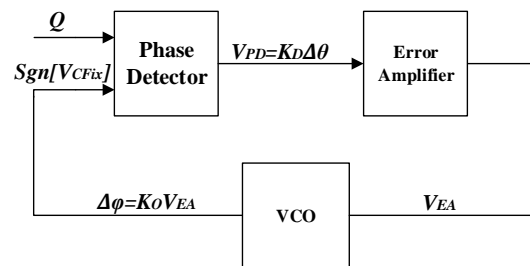 Q
Sgn[VCFix]
Phase
Detector
VPD=KDΔθ
Error
Amplifier
Δφ=KOVEA
VCO
VEA